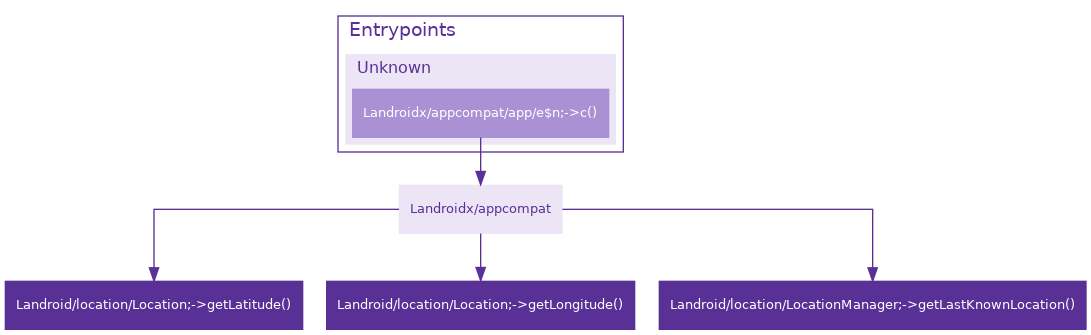 Entrypoints
Unknown
Landroidx/appcompat/app/e$n;->c()
Landroidx/appcompat
Landroid/location/Location;->getLatitude()
Landroid/location/Location;->getLongitude()
Landroid/location/LocationManager;->getLastKnownLocation()